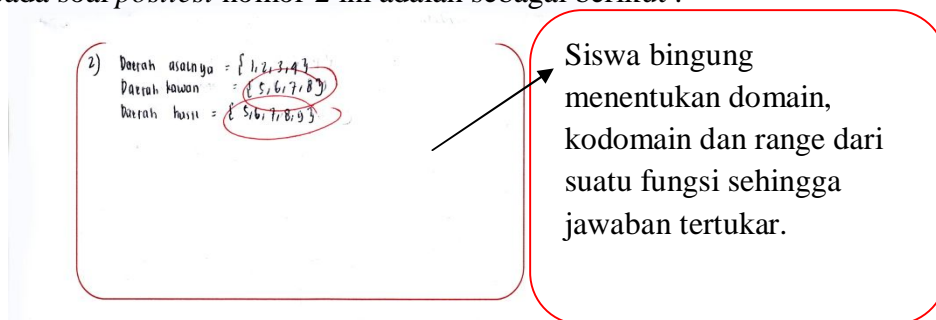 pada soal posttest nomor 2 ini adalah sebagai berikut :
2) Daerah asalnya = {1,2,3,4}
Daerah kawan = {5,6,7,8}
Daerah hasil = {5,6,7,8,9}
Siswa bingung
menentukan domain,
kodomain dan range dari
suatu fungsi sehingga
jawaban tertukar.